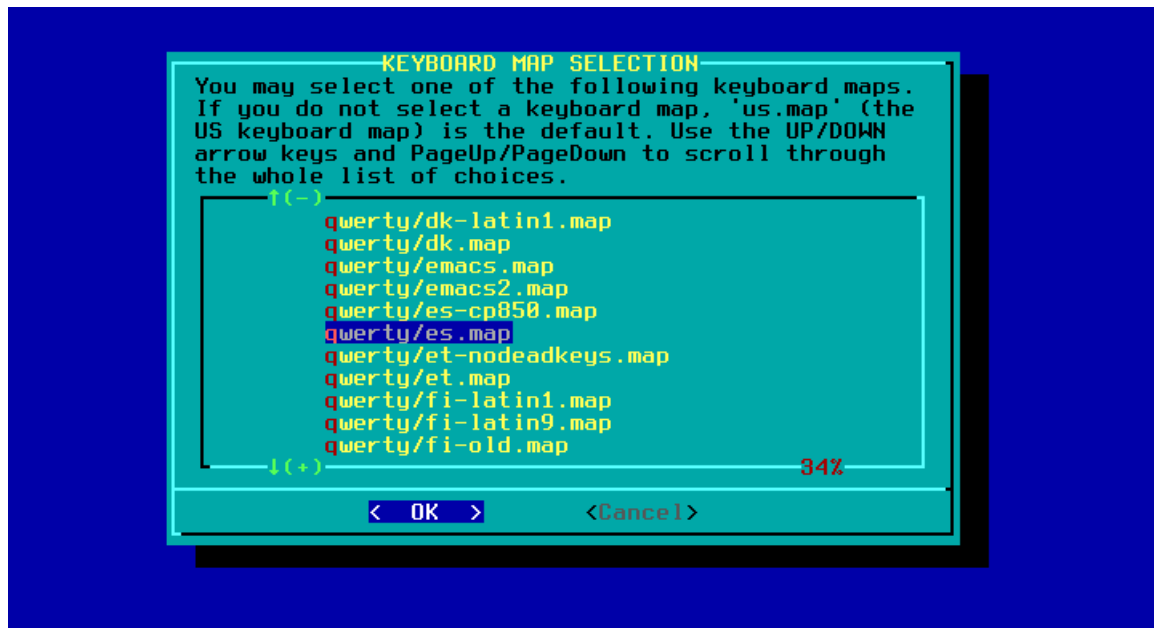 KEYBOARD MAP SELECTION
You may select one of the following keyboard maps.
If you do not select a keyboard map, 'us.map' (the
US keyboard map) is the default. Use the UP/DOWN
arrow keys and PageUp/PageDown to scroll through
the whole list of choices.
↑(-)
qwerty/dk-latin1.map
qwerty/dk.map
qwerty/emacs.map
qwerty/emacs2.map
qwerty/es-cp850.map
qwerty/es.map
qwerty/et-nodeadkeys.map
qwerty/et.map
qwerty/fi-latin1.map
qwerty/fi-latin9.map
qwerty/fi-old.map
↓(+) 34%
< OK > <Cancel>